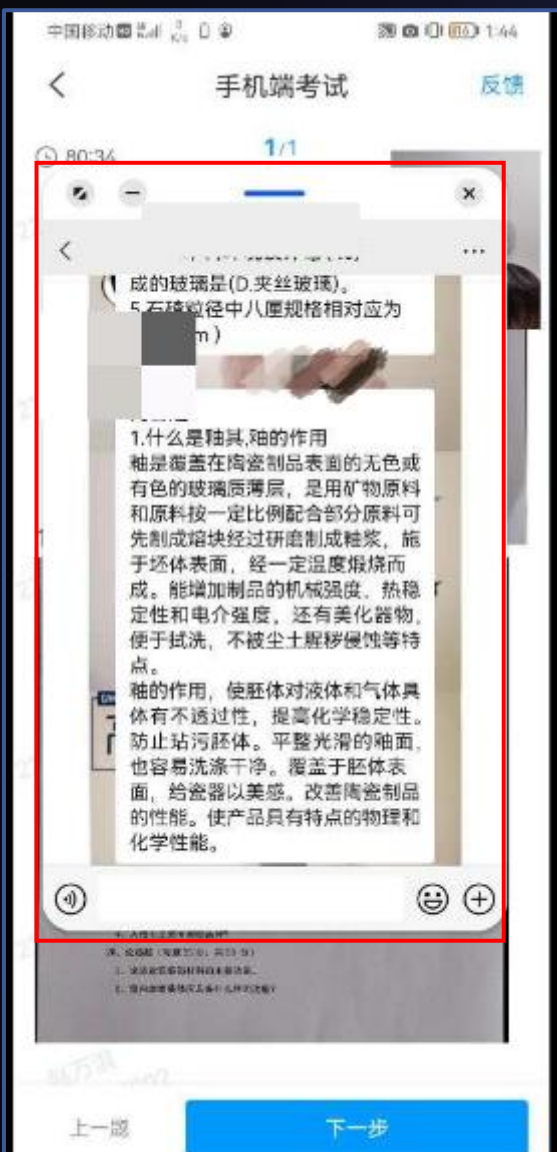 中国移动 1:44
手机端考试
反馈
80:34
1/1
成的玻璃是(D.夹丝玻璃)。
5.石碴粒径中八厘规格相对应为
m )
1.什么是釉其,釉的作用
釉是覆盖在陶瓷制品表面的无色或
有色的玻璃质薄层，是用矿物原料
和原料按一定比例配合部分原料可
先制成熔块经过研磨制成釉浆，施
于坯体表面，经一定温度煅烧而
成。能增加制品的机械强度、热稳
定性和电介强度，还有美化器物，
便于拭洗，不被尘土腥秽侵蚀等特
点。
釉的作用，使胚体对液体和气体具
体有不透过性，提高化学稳定性。
防止玷污胚体。平整光滑的釉面，
也容易洗涤干净。覆盖于胚体表
面，给瓷器以美感。改善陶瓷制品
的性能。使产品具有特点的物理和
化学性能。
上一题
下一步